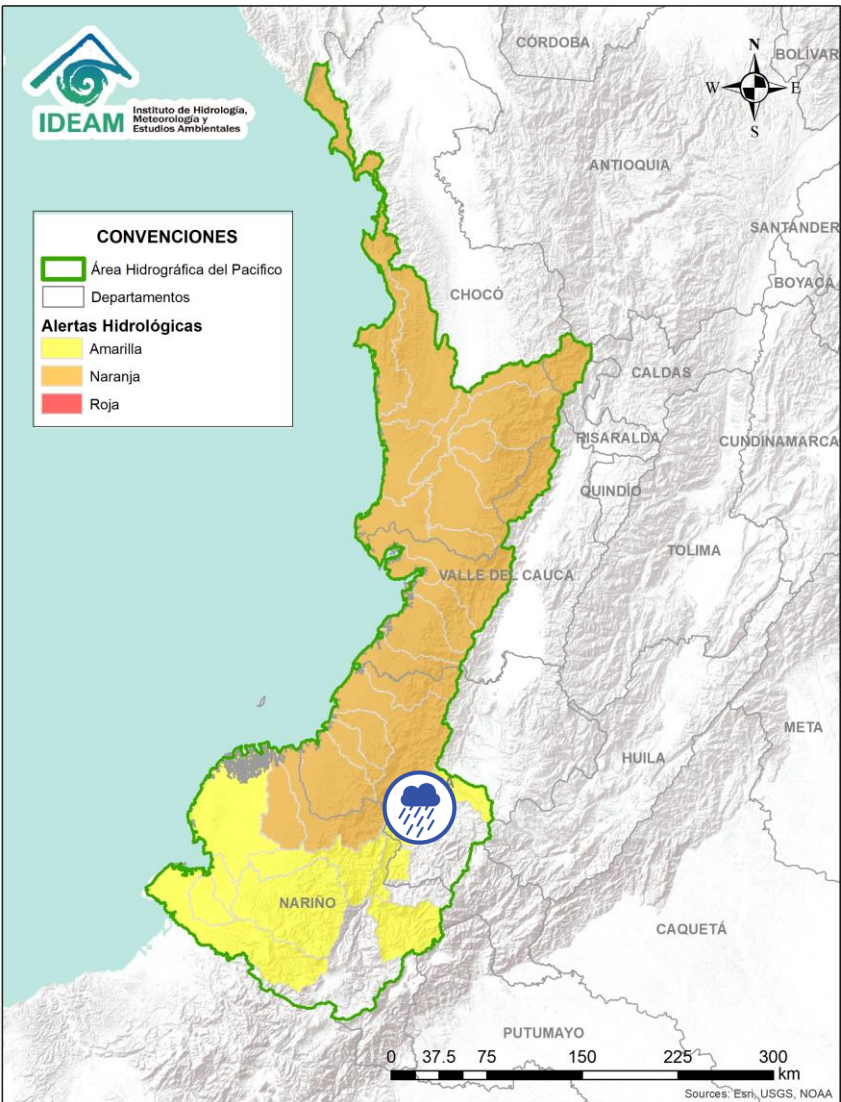 IDEAM
Instituto de Hidrología,
Meteorología y
Estudios Ambientales
N
W
E
S
CÓRDOBA
BOLIVAR
ANTIOQUIA
SANTANDER
BOYACÁ
CHOCÓ
CONVENCIONES
Área Hidrográfica del Pacifico
Departamentos
Alertas Hidrológicas
Amarilla
Naranja
Roja
CALDAS
RISARALDA
CUNDINAMARCA
QUINDÍO
TOLIMA
VALLE DEL CAUCA
META
HUILA
NARIÑO
CAQUETÁ
PUTUMAYO
0 37.5 75 150 225 300
km
Sources: Esri, USGS, NOAA